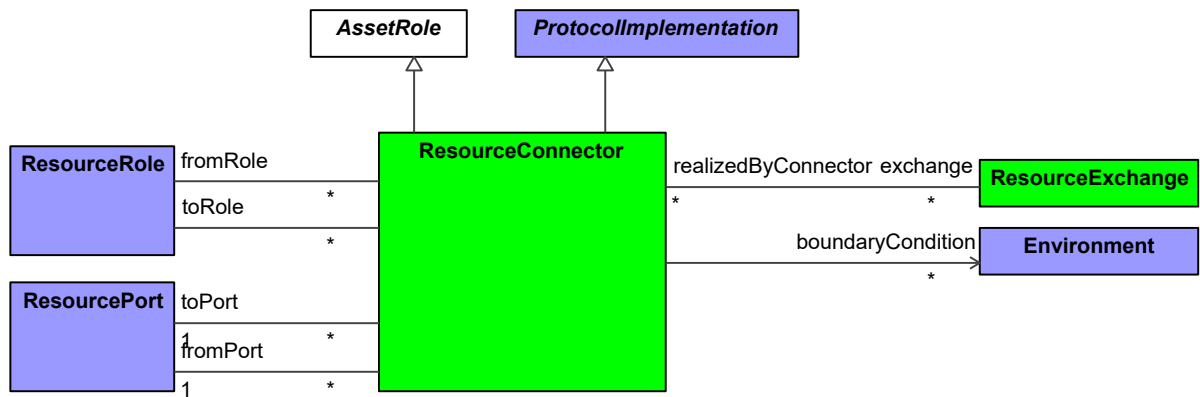 AssetRole
ProtocolImplementation
ResourceRole
fromRole
*
toRole
*
ResourceConnector
realizedByConnector exchange
*
*
ResourceExchange
boundaryCondition
*
Environment
ResourcePort
toPort
1
*
fromPort
1
*